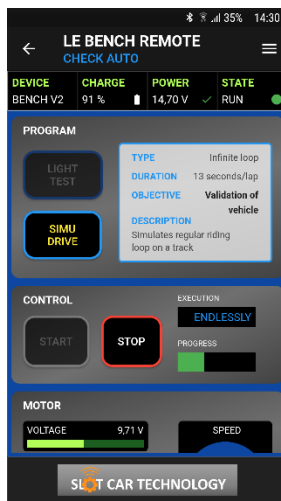 35% 14:30
LE BENCH REMOTE
CHECK AUTO
DEVICE CHARGE POWER STATE
BENCH V2 91 % 14,70 V RUN
PROGRAM
LIGHT
TEST
SIMU
DRIVE
TYPE Infinite loop
DURATION 13 seconds/lap
OBJECTIVE Validation of
vehicle
DESCRIPTION
Simulates regular riding
loop on a track
CONTROL
START
STOP
EXECUTION
ENDLESSLY
PROGRESS
MOTOR
VOLTAGE 9,71 V
SPEED
SLOT CAR TECHNOLOGY